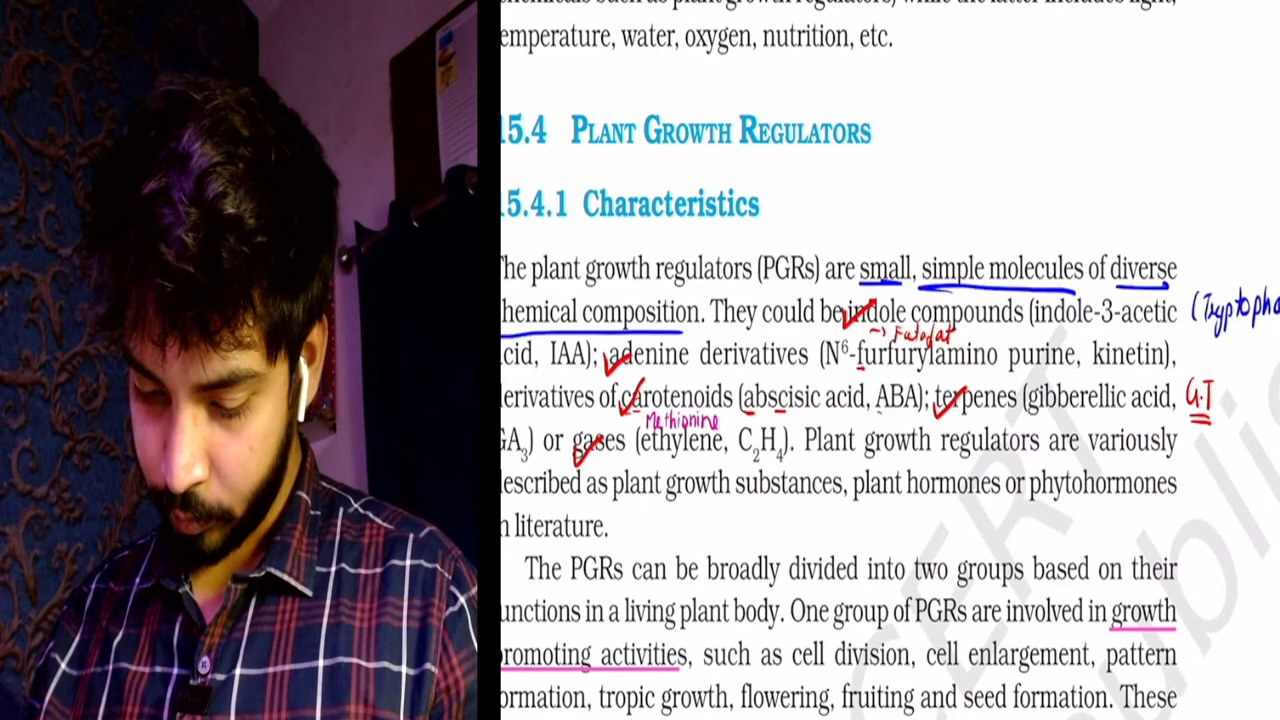 emperature, water, oxygen, nutrition, etc.
15.4 PLANT GROWTH REGULATORS
5.4.1 Characteristics
he plant growth regulators (PGRs) are small, simple molecules of diverse
hemical composition. They could be indole compounds (indole-3-acetic
cid, IAA); adenine derivatives (N6-furfurylamino purine, kinetin),
erivatives of carotenoids (abscisic acid, ABA); terpenes (gibberellic acid, G.T
Methionine
A3) or gases (ethylene, C2H4). Plant growth regulators are variously
escribed as plant growth substances, plant hormones or phytohormones
n literature.
The PGRs can be broadly divided into two groups based on their
unctions in a living plant body. One group of PGRs are involved in growth
romoting activities, such as cell division, cell enlargement, pattern
ormation, tropic growth, flowering, fruiting and seed formation. These